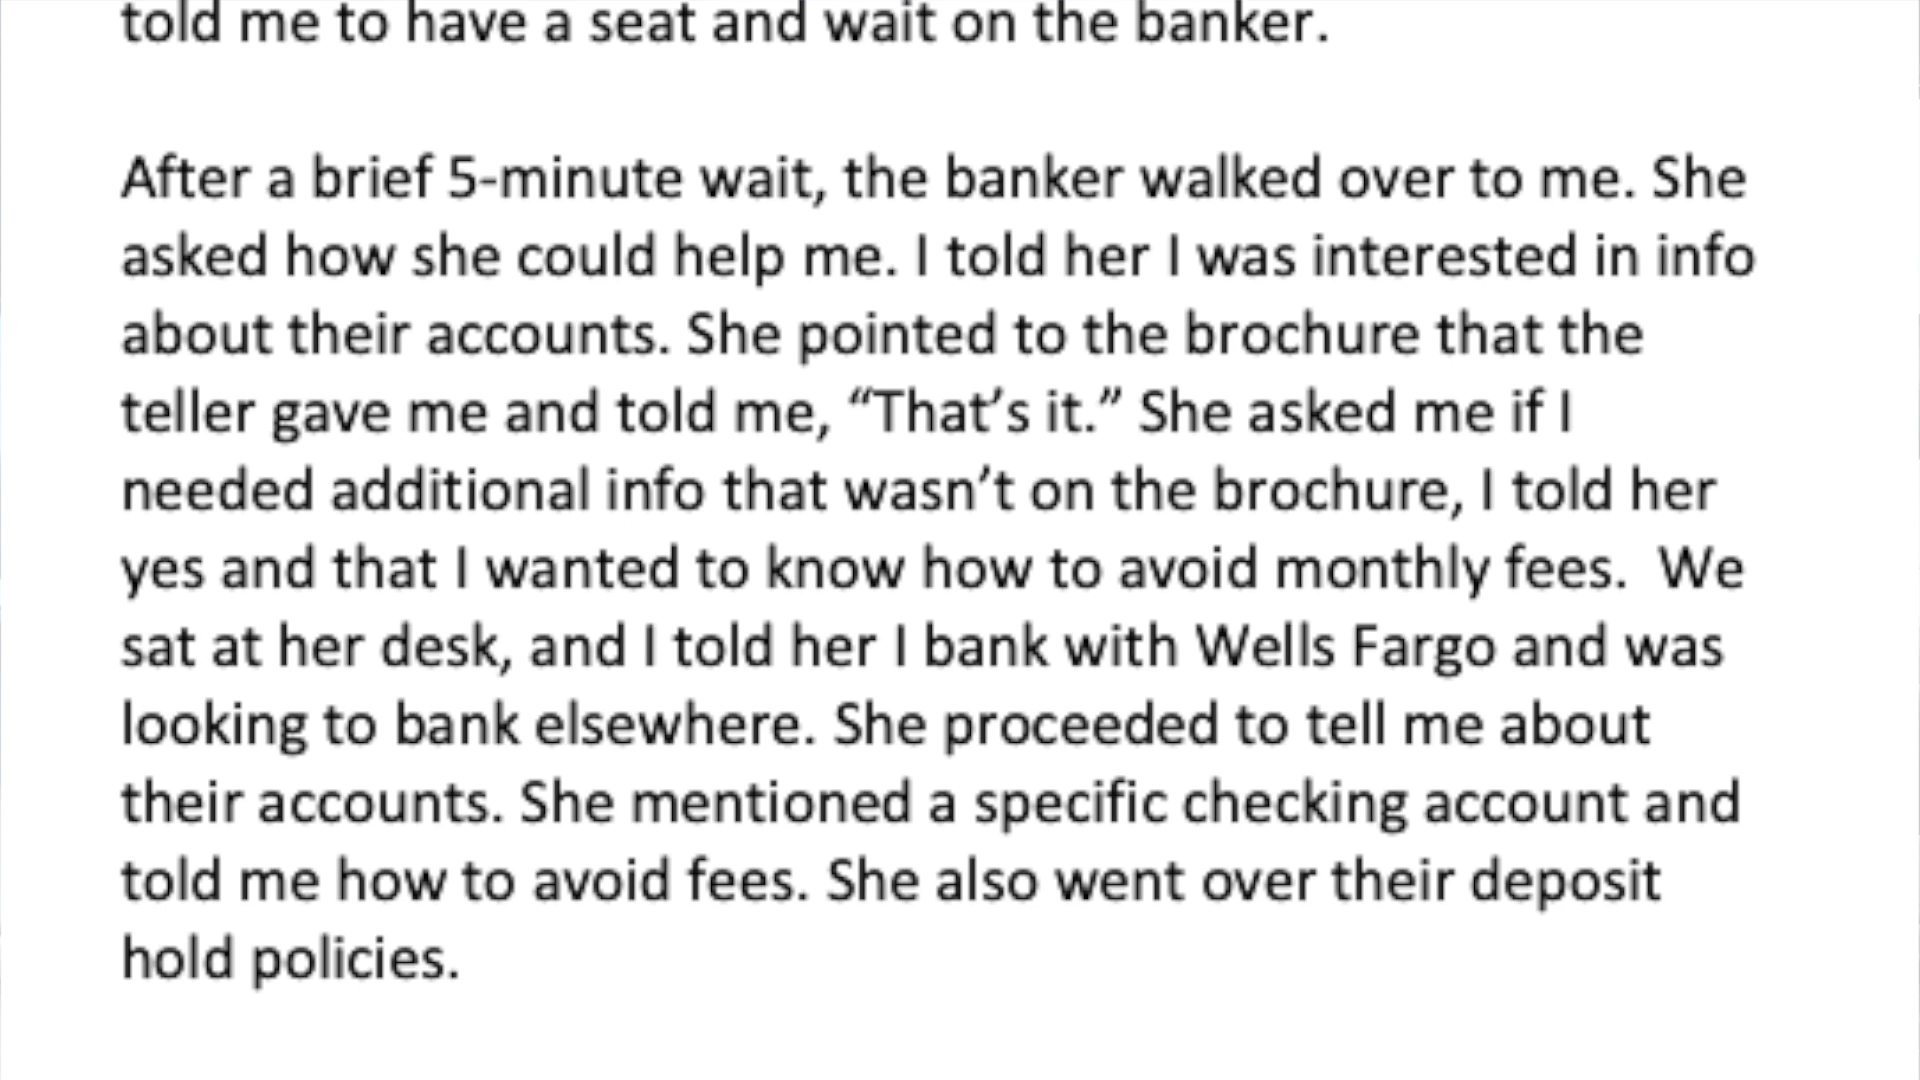 told me to have a seat and wait on the banker.
After a brief 5-minute wait, the banker walked over to me. She
asked how she could help me. I told her I was interested in info
about their accounts. She pointed to the brochure that the
teller gave me and told me, “That’s it.” She asked me if I
needed additional info that wasn’t on the brochure, I told her
yes and that I wanted to know how to avoid monthly fees.  We
sat at her desk, and I told her I bank with Wells Fargo and was
looking to bank elsewhere. She proceeded to tell me about
their accounts. She mentioned a specific checking account and
told me how to avoid fees. She also went over their deposit
hold policies.